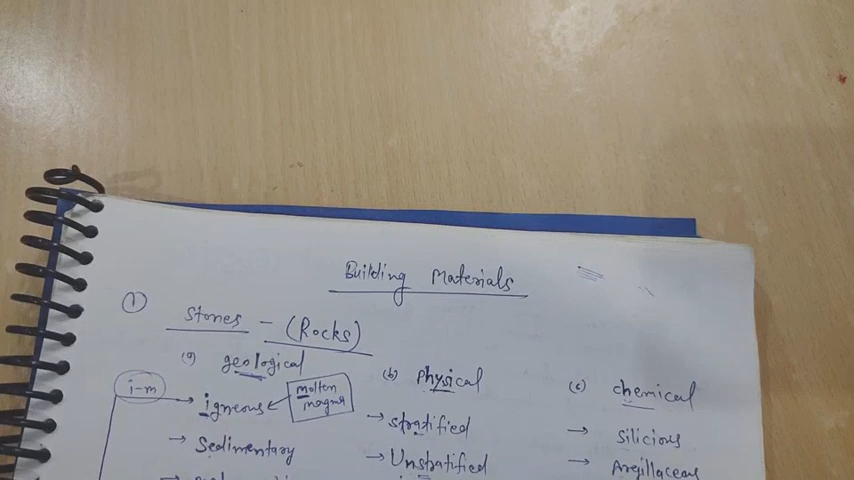 Building Materials
① Stones - (Rocks)
(a) geological
(b) Physical
(c) chemical
i-m → igneous ← molten magma
→ stratified
→ Silicious
→ Sedimentary
→ Unstratified
→ Argillaceous